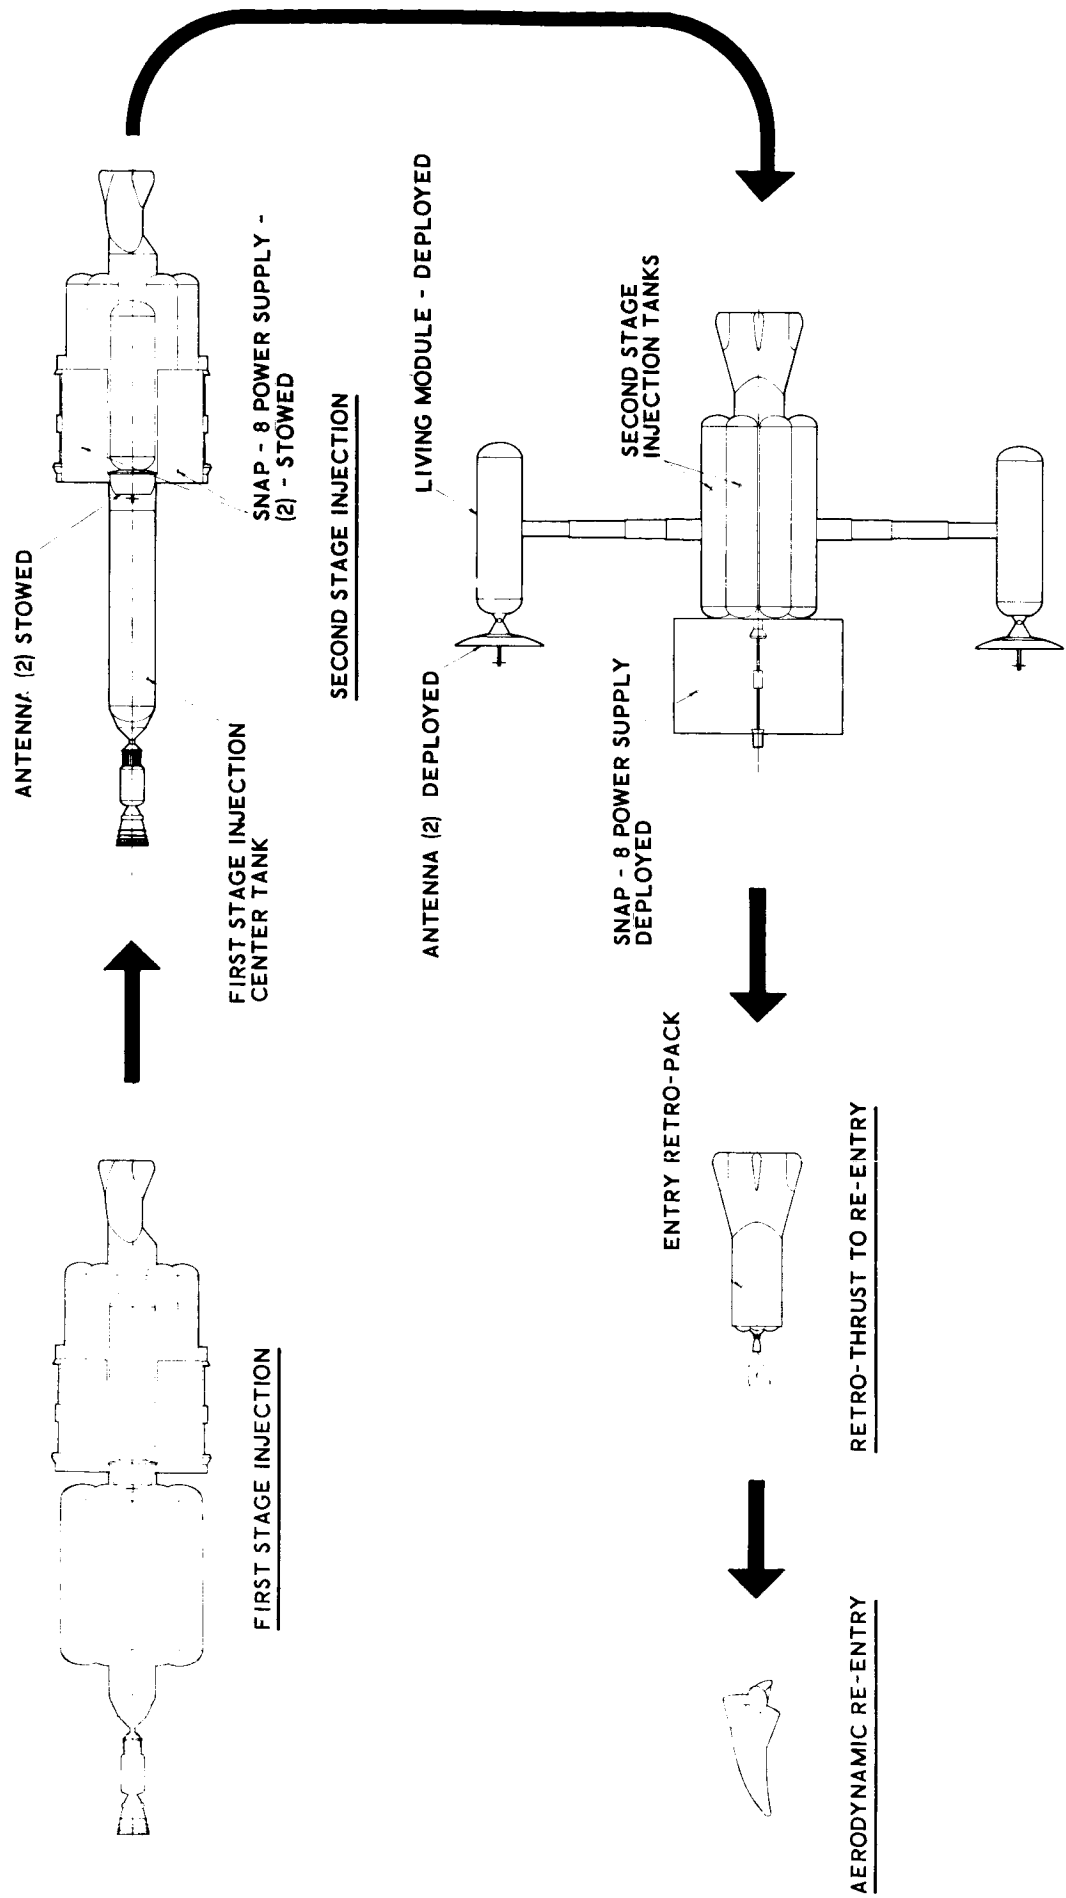 FIRST STAGE INJECTION
FIRST STAGE INJECTION
CENTER TANK
ANTENNA (2) STOWED
SNAP - 8 POWER SUPPLY -
(2) - STOWED
SECOND STAGE INJECTION
LIVING MODULE - DEPLOYED
ANTENNA (2) DEPLOYED
SECOND STAGE
INJECTION TANKS
SNAP - 8 POWER SUPPLY
DEPLOYED
ENTRY RETRO-PACK
RETRO-THRUST TO RE-ENTRY
AERODYNAMIC RE-ENTRY